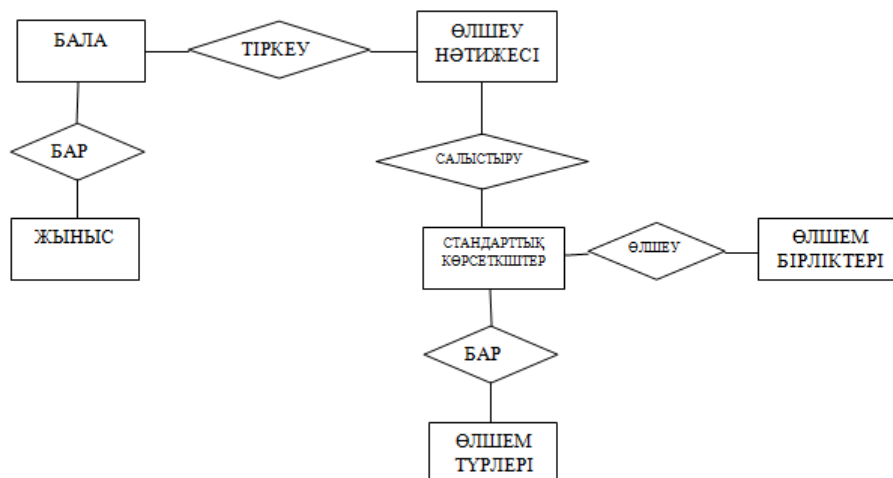 БАЛА
ТІРКЕУ
ӨЛШЕУ
НӘТИЖЕСІ
БАР
САЛЫСТЫРУ
ЖЫНЫС
СТАНДАРТТЫҚ
КӨРСЕТКІШТЕР
ӨЛШЕУ
ӨЛШЕМ
БІРЛІКТЕРІ
БАР
ӨЛШЕМ
ТҮРЛЕРІ